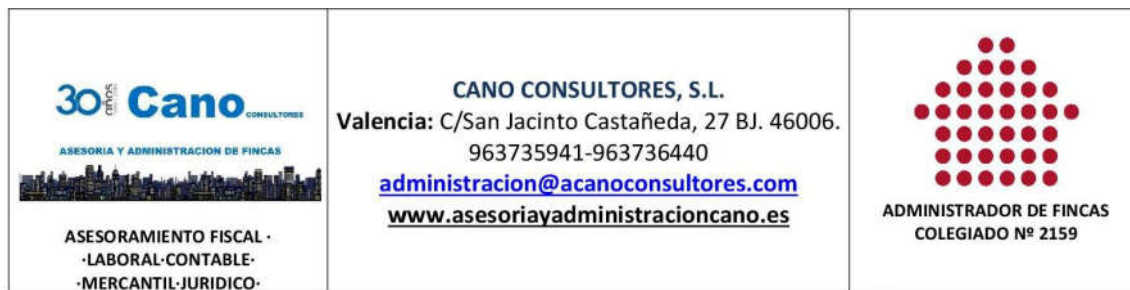 30 años Cano CONSULTORES
ASESORIA Y ADMINISTRACION DE FINCAS
ASESORAMIENTO FISCAL ·
·LABORAL·CONTABLE·
·MERCANTIL·JURIDICO·
CANO CONSULTORES, S.L.
Valencia: C/San Jacinto Castañeda, 27 BJ. 46006.
963735941-963736440
administracion@acanoconsultores.com
www.asesoriayadministracioncano.es
ADMINISTRADOR DE FINCAS
COLEGIADO Nº 2159